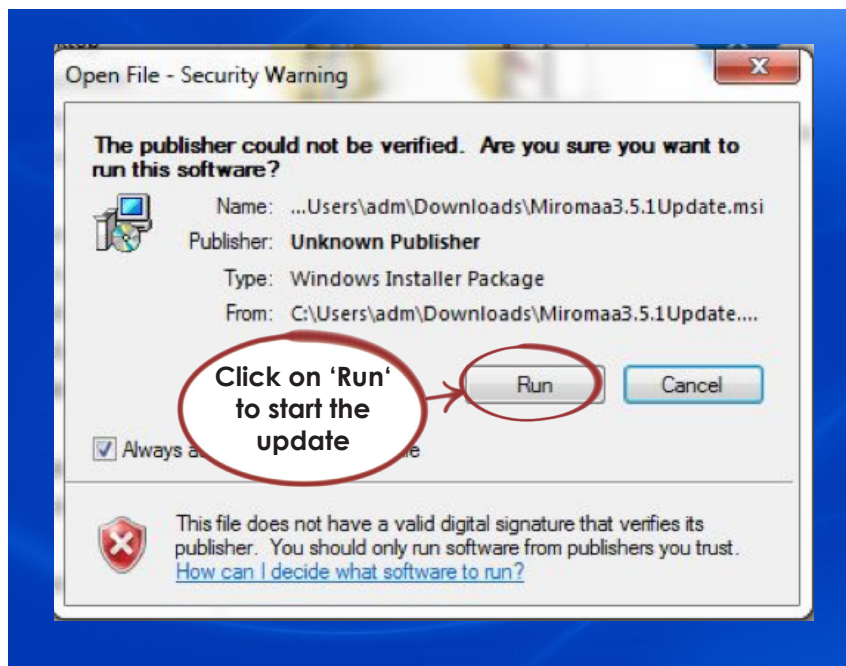 Open File - Security Warning
The publisher could not be verified. Are you sure you want to
run this software?
Name: ...Users\adm\Downloads\Miromaa3.5.1Update.msi
Publisher: Unknown Publisher
Type: Windows Installer Package
From: C:\Users\adm\Downloads\Miromaa3.5.1Update....
Click on ‘Run‘
to start the
update
Run
Cancel
Always
This file does not have a valid digital signature that verifies its
publisher. You should only run software from publishers you trust.
How can I decide what software to run?